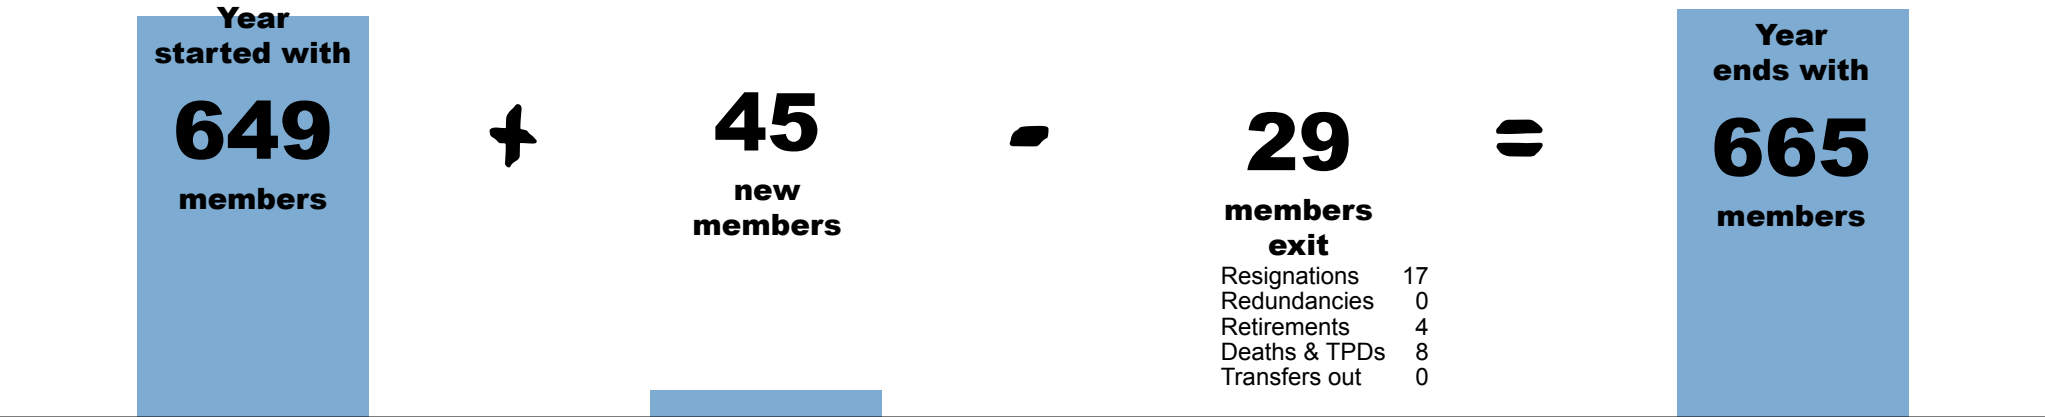 Year
started with
649
members
+
45
new
members
-
29
members
exit
Resignations 17
Redundancies 0
Retirements 4
Deaths & TPDs 8
Transfers out 0
=
Year
ends with
665
members